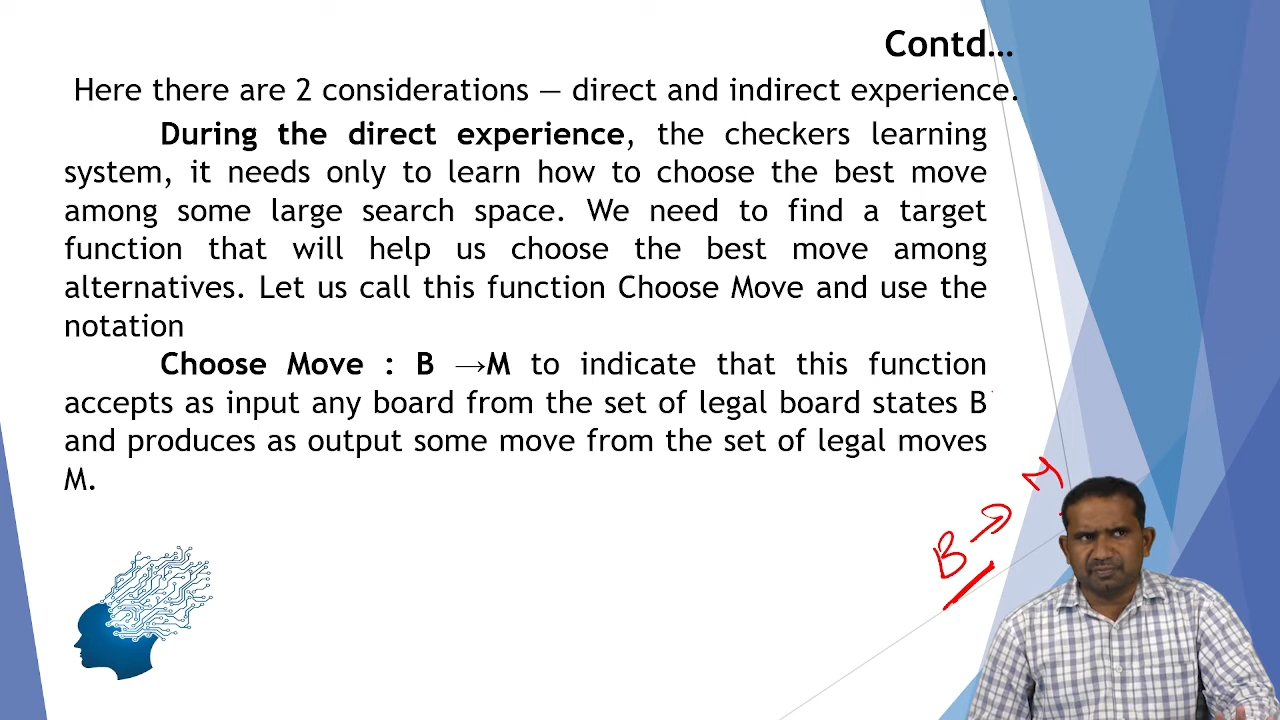 Contd...
Here there are 2 considerations — direct and indirect experience.
During the direct experience, the checkers learning
system, it needs only to learn how to choose the best move
among some large search space. We need to find a target
function that will help us choose the best move among
alternatives. Let us call this function Choose Move and use the
notation
Choose Move : B →M to indicate that this function
accepts as input any board from the set of legal board states B
and produces as output some move from the set of legal moves
M.
B → M